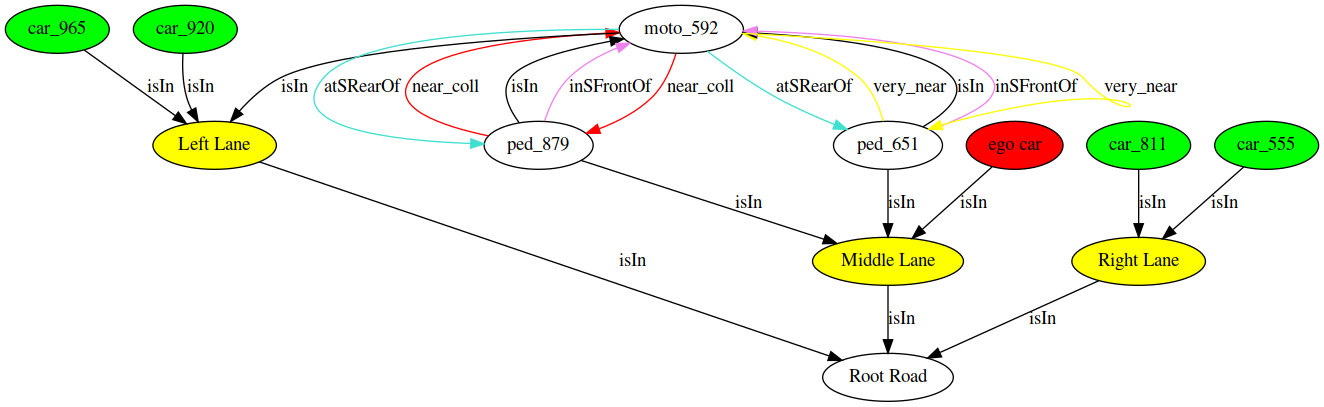 car_965 car_920 moto_592
isIn isIn isIn atSRearOf near_coll isIn inSFrontOf near_coll atSRearOf very_near isIn inSFrontOf very_near
Left Lane ped_879 ped_651 ego car car_811 car_555
isIn isIn isIn isIn isIn
Middle Lane Right Lane
isIn
isIn isIn
Root Road